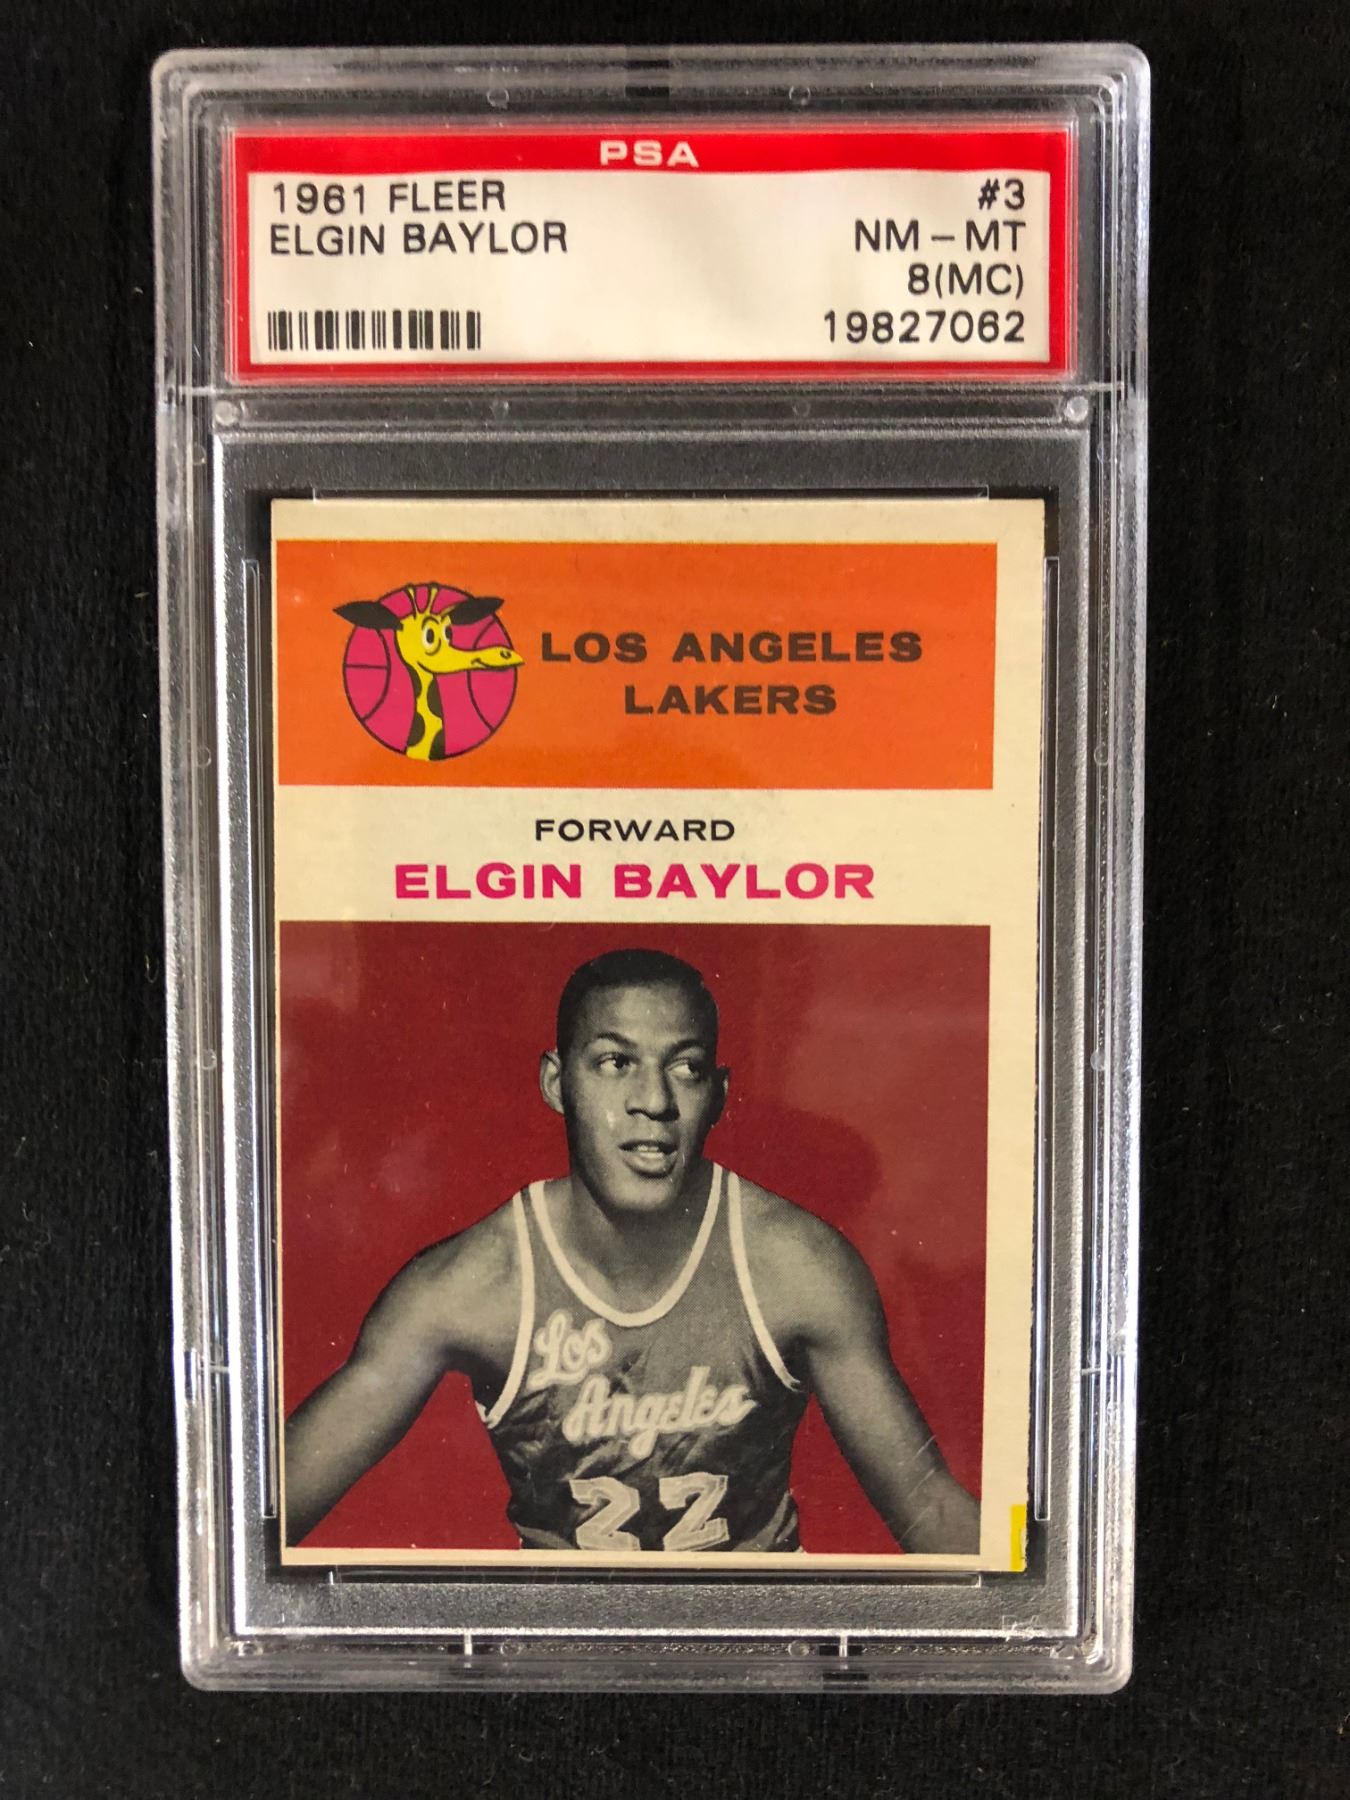 PSA
1961 FLEER #3
ELGIN BAYLOR NM - MT
8(MC)
19827062
LOS ANGELES
LAKERS
FORWARD
ELGIN BAYLOR
Los
Angeles
22